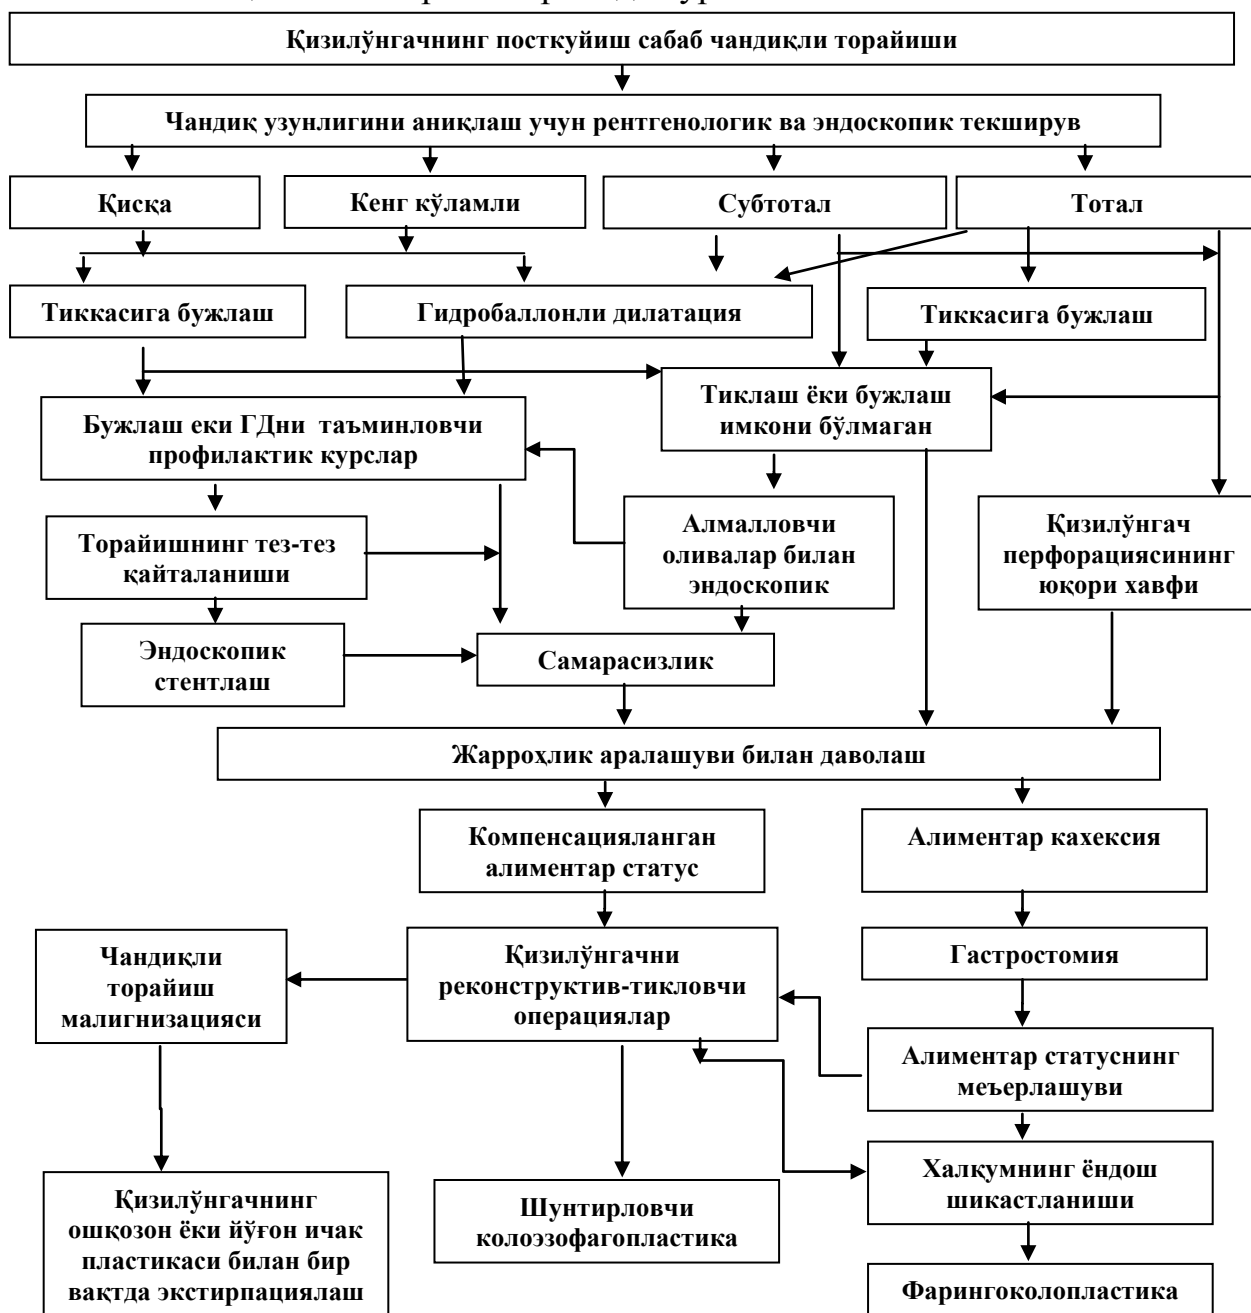 Қизилўнгачнинг посткуйиш сабаб чандиқли торайиши
Чандиқ узунлигини аниқлаш учун рентгенологик ва эндоскопик текширув
Қисқа
Кенг кўламли
Субтотал
Тотал
Тиккасига бужлаш
Гидробаллонли дилатация
Тиккасига бужлаш
Бужлаш еки ГДни таъминловчи
профилактик курслар
Тиклаш ёки бужлаш
имкони бўлмаган
Торайишнинг тез-тез
қайталаниши
Алмалловчи
оливалар билан
эндоскопик
Қизилўнгач
перфорациясининг
юқори хавфи
Эндоскопик
стентлаш
Самарасизлик
Жарроҳлик аралашуви билан даволаш
Компенсацияланган
алиментар статус
Алиментар кахексия
Чандиқли
торайиш
малигнизацияси
Қизилўнгачни
реконструктив-тикловчи
операциялар
Гастростомия
Алиментар статуснинг
меъерлашуви
Қизилўнгачнинг
ошқозон ёки йўғон ичак
пластикаси билан бир
вақтда экстирпациялаш
Шунтирловчи
колоэзофагопластика
Халқумнинг ёндош
шикастланиши
Фарингоколопластика